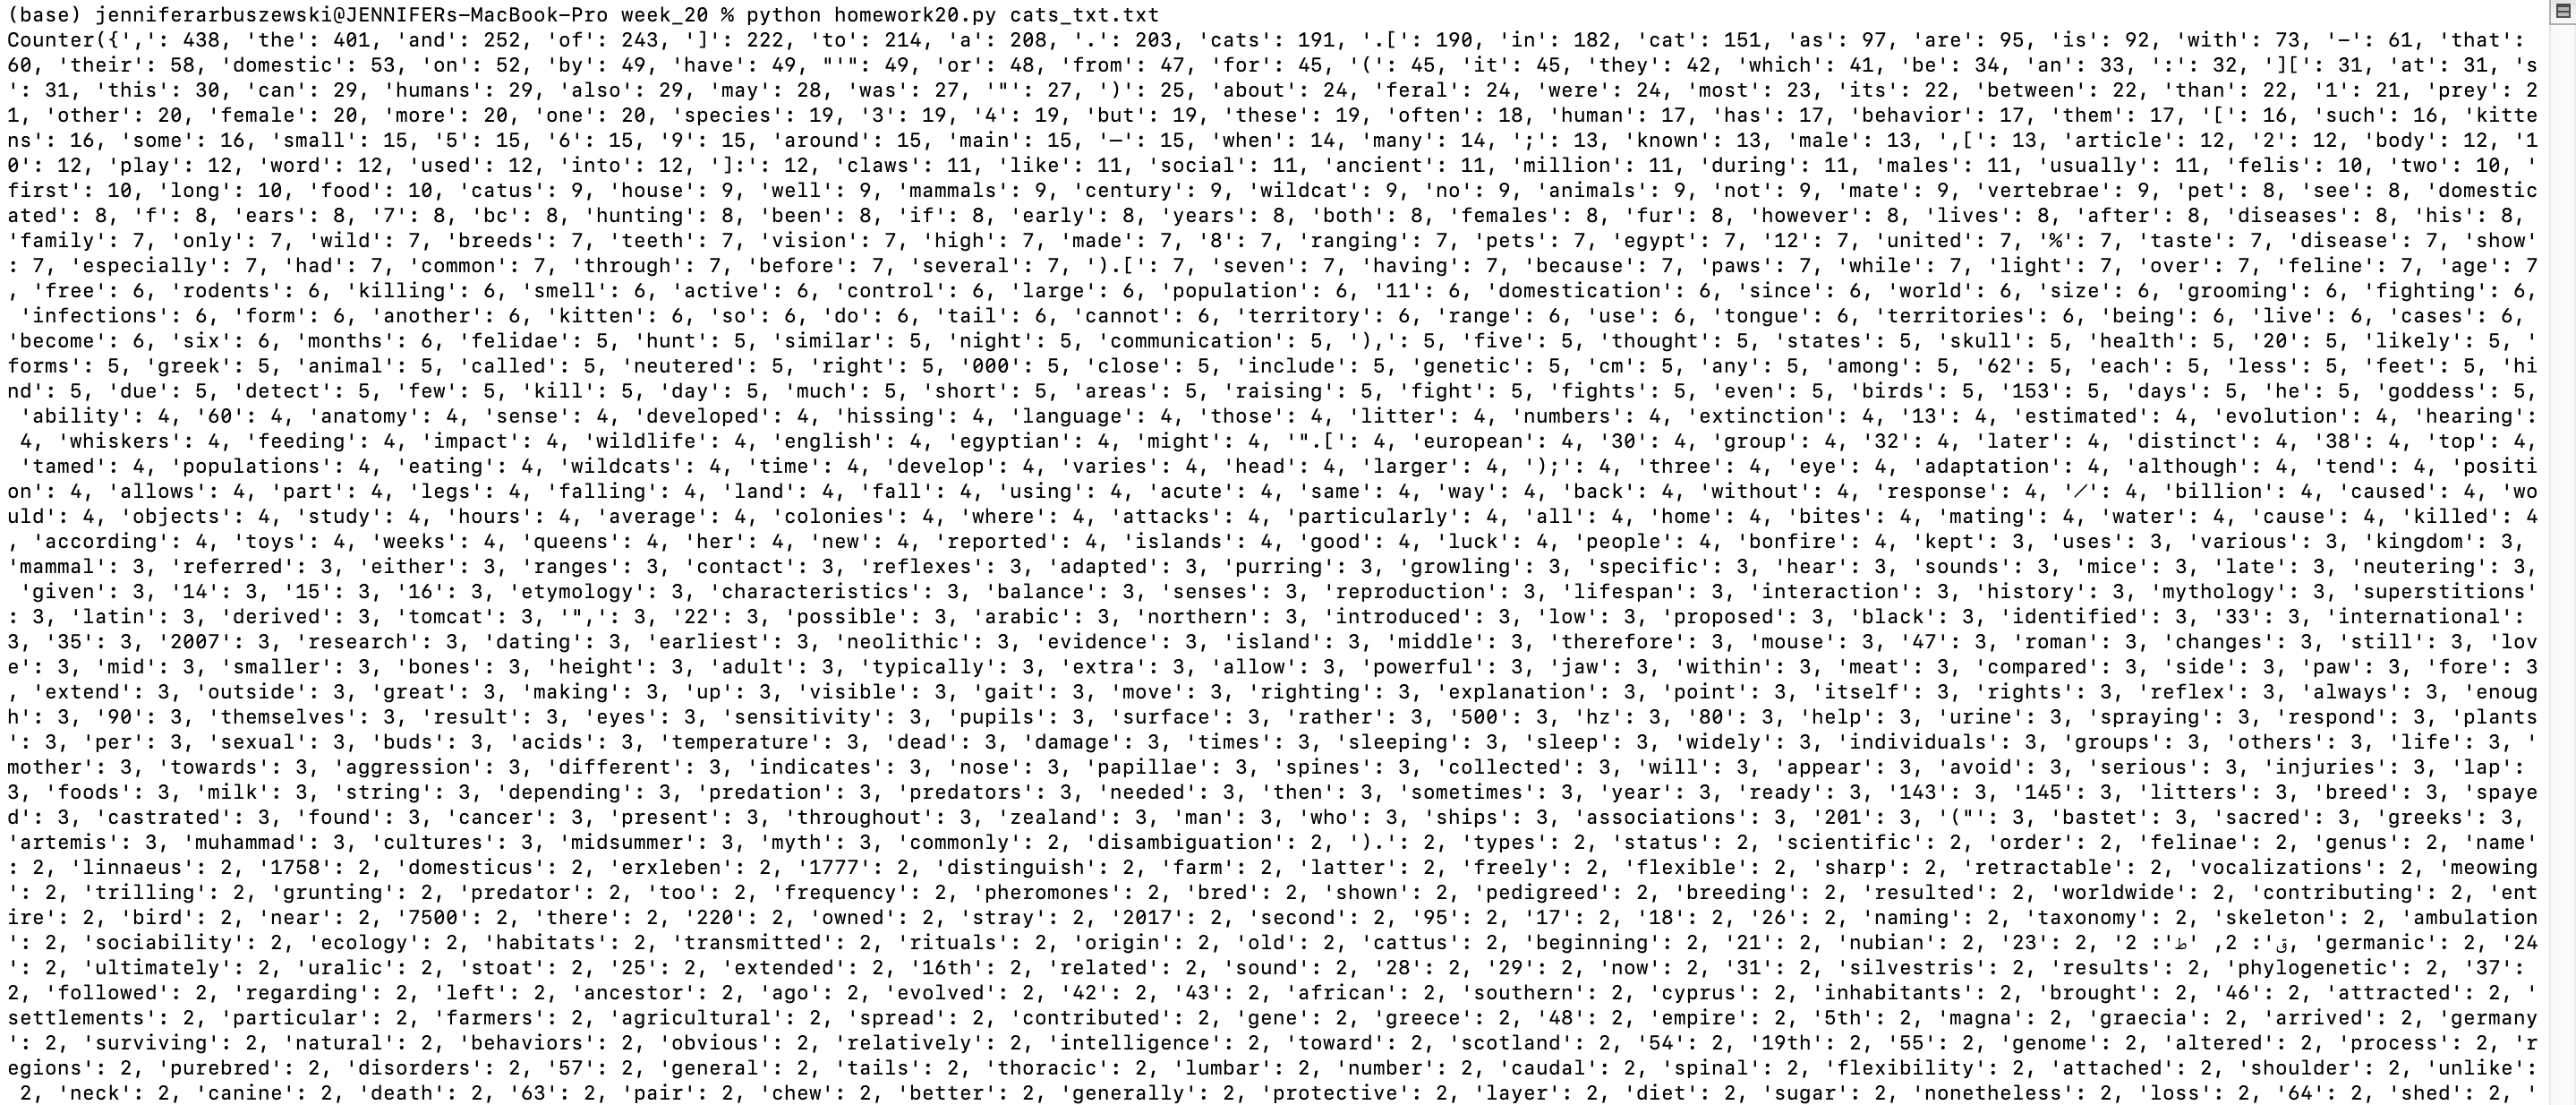 (base) jenniferarbuszewski@JENNIFERs-MacBook-Pro week_20 % python homework20.py cats_txt.txt
Counter({',': 438, 'the': 401, 'and': 252, 'of': 243, ']': 222, 'to': 214, 'a': 208, '.': 203, 'cats': 191, '.[': 190, 'in': 182, 'cat': 151, 'as': 97, 'are': 95, 'is': 92, 'with': 73, '-': 61, 'that':
60, 'their': 58, 'domestic': 53, 'on': 52, 'by': 49, 'have': 49, "'": 49, 'or': 48, 'from': 47, 'for': 45, '(': 45, 'it': 45, 'they': 42, 'which': 41, 'be': 34, 'an': 33, ':': 32, '][': 31, 'at': 31, 's
': 31, 'this': 30, 'can': 29, 'humans': 29, 'also': 29, 'may': 28, 'was': 27, '"': 27, ')': 25, 'about': 24, 'feral': 24, 'were': 24, 'most': 23, 'its': 22, 'between': 22, 'than': 22, '1': 21, 'prey': 2
1, 'other': 20, 'female': 20, 'more': 20, 'one': 20, 'species': 19, '3': 19, '4': 19, 'but': 19, 'these': 19, 'often': 18, 'human': 17, 'has': 17, 'behavior': 17, 'them': 17, '[': 16, 'such': 16, 'kitte
ns': 16, 'some': 16, 'small': 15, '5': 15, '6': 15, '9': 15, 'around': 15, 'main': 15, '—': 15, 'when': 14, 'many': 14, ';': 13, 'known': 13, 'male': 13, ',[': 13, 'article': 12, '2': 12, 'body': 12, '1
0': 12, 'play': 12, 'word': 12, 'used': 12, 'into': 12, ']:': 12, 'claws': 11, 'like': 11, 'social': 11, 'ancient': 11, 'million': 11, 'during': 11, 'males': 11, 'usually': 11, 'felis': 10, 'two': 10, '
first': 10, 'long': 10, 'food': 10, 'catus': 9, 'house': 9, 'well': 9, 'mammals': 9, 'century': 9, 'wildcat': 9, 'no': 9, 'animals': 9, 'not': 9, 'mate': 9, 'vertebrae': 9, 'pet': 8, 'see': 8, 'domestic
ated': 8, 'f': 8, 'ears': 8, '7': 8, 'bc': 8, 'hunting': 8, 'been': 8, 'if': 8, 'early': 8, 'years': 8, 'both': 8, 'females': 8, 'fur': 8, 'however': 8, 'lives': 8, 'after': 8, 'diseases': 8, 'his': 8,
'family': 7, 'only': 7, 'wild': 7, 'breeds': 7, 'teeth': 7, 'vision': 7, 'high': 7, 'made': 7, '8': 7, 'ranging': 7, 'pets': 7, 'egypt': 7, '12': 7, 'united': 7, '%': 7, 'taste': 7, 'disease': 7, 'show'
: 7, 'especially': 7, 'had': 7, 'common': 7, 'through': 7, 'before': 7, 'several': 7, ').[': 7, 'seven': 7, 'having': 7, 'because': 7, 'paws': 7, 'while': 7, 'light': 7, 'over': 7, 'feline': 7, 'age': 7
, 'free': 6, 'rodents': 6, 'killing': 6, 'smell': 6, 'active': 6, 'control': 6, 'large': 6, 'population': 6, '11': 6, 'domestication': 6, 'since': 6, 'world': 6, 'size': 6, 'grooming': 6, 'fighting': 6,
'infections': 6, 'form': 6, 'another': 6, 'kitten': 6, 'so': 6, 'do': 6, 'tail': 6, 'cannot': 6, 'territory': 6, 'range': 6, 'use': 6, 'tongue': 6, 'territories': 6, 'being': 6, 'live': 6, 'cases': 6,
'become': 6, 'six': 6, 'months': 6, 'felidae': 5, 'hunt': 5, 'similar': 5, 'night': 5, 'communication': 5, '),': 5, 'five': 5, 'thought': 5, 'states': 5, 'skull': 5, 'health': 5, '20': 5, 'likely': 5, '
forms': 5, 'greek': 5, 'animal': 5, 'called': 5, 'neutered': 5, 'right': 5, '000': 5, 'close': 5, 'include': 5, 'genetic': 5, 'cm': 5, 'any': 5, 'among': 5, '62': 5, 'each': 5, 'less': 5, 'feet': 5, 'hi
nd': 5, 'due': 5, 'detect': 5, 'few': 5, 'kill': 5, 'day': 5, 'much': 5, 'short': 5, 'areas': 5, 'raising': 5, 'fight': 5, 'fights': 5, 'even': 5, 'birds': 5, '153': 5, 'days': 5, 'he': 5, 'goddess': 5,
'ability': 4, '60': 4, 'anatomy': 4, 'sense': 4, 'developed': 4, 'hissing': 4, 'language': 4, 'those': 4, 'litter': 4, 'numbers': 4, 'extinction': 4, '13': 4, 'estimated': 4, 'evolution': 4, 'hearing':
4, 'whiskers': 4, 'feeding': 4, 'impact': 4, 'wildlife': 4, 'english': 4, 'egyptian': 4, 'might': 4, '".[': 4, 'european': 4, '30': 4, 'group': 4, '32': 4, 'later': 4, 'distinct': 4, '38': 4, 'top': 4,
'tamed': 4, 'populations': 4, 'eating': 4, 'wildcats': 4, 'time': 4, 'develop': 4, 'varies': 4, 'head': 4, 'larger': 4, ');': 4, 'three': 4, 'eye': 4, 'adaptation': 4, 'although': 4, 'tend': 4, 'positi
on': 4, 'allows': 4, 'part': 4, 'legs': 4, 'falling': 4, 'land': 4, 'fall': 4, 'using': 4, 'acute': 4, 'same': 4, 'way': 4, 'back': 4, 'without': 4, 'response': 4, '/': 4, 'billion': 4, 'caused': 4, 'wo
uld': 4, 'objects': 4, 'study': 4, 'hours': 4, 'average': 4, 'colonies': 4, 'where': 4, 'attacks': 4, 'particularly': 4, 'all': 4, 'home': 4, 'bites': 4, 'mating': 4, 'water': 4, 'cause': 4, 'killed': 4
, 'according': 4, 'toys': 4, 'weeks': 4, 'queens': 4, 'her': 4, 'new': 4, 'reported': 4, 'islands': 4, 'good': 4, 'luck': 4, 'people': 4, 'bonfire': 4, 'kept': 3, 'uses': 3, 'various': 3, 'kingdom': 3,
'mammal': 3, 'referred': 3, 'either': 3, 'ranges': 3, 'contact': 3, 'reflexes': 3, 'adapted': 3, 'purring': 3, 'growling': 3, 'specific': 3, 'hear': 3, 'sounds': 3, 'mice': 3, 'late': 3, 'neutering': 3,
'given': 3, '14': 3, '15': 3, '16': 3, 'etymology': 3, 'characteristics': 3, 'balance': 3, 'senses': 3, 'reproduction': 3, 'lifespan': 3, 'interaction': 3, 'history': 3, 'mythology': 3, 'superstitions'
: 3, 'latin': 3, 'derived': 3, 'tomcat': 3, '",': 3, '22': 3, 'possible': 3, 'arabic': 3, 'northern': 3, 'introduced': 3, 'low': 3, 'proposed': 3, 'black': 3, 'identified': 3, '33': 3, 'international':
3, '35': 3, '2007': 3, 'research': 3, 'dating': 3, 'earliest': 3, 'neolithic': 3, 'evidence': 3, 'island': 3, 'middle': 3, 'therefore': 3, 'mouse': 3, '47': 3, 'roman': 3, 'changes': 3, 'still': 3, 'lov
e': 3, 'mid': 3, 'smaller': 3, 'bones': 3, 'height': 3, 'adult': 3, 'typically': 3, 'extra': 3, 'allow': 3, 'powerful': 3, 'jaw': 3, 'within': 3, 'meat': 3, 'compared': 3, 'side': 3, 'paw': 3, 'fore': 3
, 'extend': 3, 'outside': 3, 'great': 3, 'making': 3, 'up': 3, 'visible': 3, 'gait': 3, 'move': 3, 'righting': 3, 'explanation': 3, 'point': 3, 'itself': 3, 'rights': 3, 'reflex': 3, 'always': 3, 'enoug
h': 3, '90': 3, 'themselves': 3, 'result': 3, 'eyes': 3, 'sensitivity': 3, 'pupils': 3, 'surface': 3, 'rather': 3, '500': 3, 'hz': 3, '80': 3, 'help': 3, 'urine': 3, 'spraying': 3, 'respond': 3, 'plants
': 3, 'per': 3, 'sexual': 3, 'buds': 3, 'acids': 3, 'temperature': 3, 'dead': 3, 'damage': 3, 'times': 3, 'sleeping': 3, 'sleep': 3, 'widely': 3, 'individuals': 3, 'groups': 3, 'others': 3, 'life': 3, '
mother': 3, 'towards': 3, 'aggression': 3, 'different': 3, 'indicates': 3, 'nose': 3, 'papillae': 3, 'spines': 3, 'collected': 3, 'will': 3, 'appear': 3, 'avoid': 3, 'serious': 3, 'injuries': 3, 'lap':
3, 'foods': 3, 'milk': 3, 'string': 3, 'depending': 3, 'predation': 3, 'predators': 3, 'needed': 3, 'then': 3, 'sometimes': 3, 'year': 3, 'ready': 3, '143': 3, '145': 3, 'litters': 3, 'breed': 3, 'spaye
d': 3, 'castrated': 3, 'found': 3, 'cancer': 3, 'present': 3, 'throughout': 3, 'zealand': 3, 'man': 3, 'who': 3, 'ships': 3, 'associations': 3, '201': 3, '("': 3, 'bastet': 3, 'sacred': 3, 'greeks': 3,
'artemis': 3, 'muhammad': 3, 'cultures': 3, 'midsummer': 3, 'myth': 3, 'commonly': 2, 'disambiguation': 2, ').': 2, 'types': 2, 'status': 2, 'scientific': 2, 'order': 2, 'felinae': 2, 'genus': 2, 'name'
: 2, 'linnaeus': 2, '1758': 2, 'domesticus': 2, 'erxleben': 2, '1777': 2, 'distinguish': 2, 'farm': 2, 'latter': 2, 'freely': 2, 'flexible': 2, 'sharp': 2, 'retractable': 2, 'vocalizations': 2, 'meowing
': 2, 'trilling': 2, 'grunting': 2, 'predator': 2, 'too': 2, 'frequency': 2, 'pheromones': 2, 'bred': 2, 'shown': 2, 'pedigreed': 2, 'breeding': 2, 'resulted': 2, 'worldwide': 2, 'contributing': 2, 'ent
ire': 2, 'bird': 2, 'near': 2, '7500': 2, 'there': 2, '220': 2, 'owned': 2, 'stray': 2, '2017': 2, 'second': 2, '95': 2, '17': 2, '18': 2, '26': 2, 'naming': 2, 'taxonomy': 2, 'skeleton': 2, 'ambulation
': 2, 'sociability': 2, 'ecology': 2, 'habitats': 2, 'transmitted': 2, 'rituals': 2, 'origin': 2, 'old': 2, 'cattus': 2, 'beginning': 2, '21': 2, 'nubian': 2, '23': 2, 'ق': 2, 'ط': 2, 'germanic': 2, '24
': 2, 'ultimately': 2, 'uralic': 2, 'stoat': 2, '25': 2, 'extended': 2, '16th': 2, 'related': 2, 'sound': 2, '28': 2, '29': 2, 'now': 2, '31': 2, 'silvestris': 2, 'results': 2, 'phylogenetic': 2, '37':
2, 'followed': 2, 'regarding': 2, 'left': 2, 'ancestor': 2, 'ago': 2, 'evolved': 2, '42': 2, '43': 2, 'african': 2, 'southern': 2, 'cyprus': 2, 'inhabitants': 2, 'brought': 2, '46': 2, 'attracted': 2, '
settlements': 2, 'particular': 2, 'farmers': 2, 'agricultural': 2, 'spread': 2, 'contributed': 2, 'gene': 2, 'greece': 2, '48': 2, 'empire': 2, '5th': 2, 'magna': 2, 'graecia': 2, 'arrived': 2, 'germany
': 2, 'surviving': 2, 'natural': 2, 'behaviors': 2, 'obvious': 2, 'relatively': 2, 'intelligence': 2, 'toward': 2, 'scotland': 2, '54': 2, '19th': 2, '55': 2, 'genome': 2, 'altered': 2, 'process': 2, 'r
egions': 2, 'purebred': 2, 'disorders': 2, '57': 2, 'general': 2, 'tails': 2, 'thoracic': 2, 'lumbar': 2, 'number': 2, 'caudal': 2, 'spinal': 2, 'flexibility': 2, 'attached': 2, 'shoulder': 2, 'unlike':
2, 'neck': 2, 'canine': 2, 'death': 2, '63': 2, 'pair': 2, 'chew': 2, 'better': 2, 'generally': 2, 'protective': 2, 'layer': 2, 'diet': 2, 'sugar': 2, 'nonetheless': 2, 'loss': 2, '64': 2, 'shed': 2, '